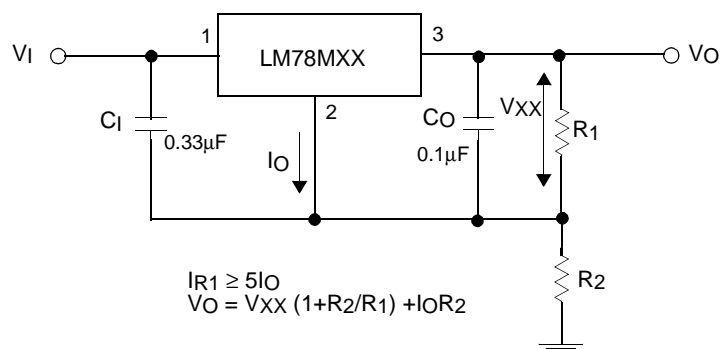 VI
1
LM78MXX
3
VO
2
CI
0.33μF
IO
CO
0.1μF
VXX
R1
IR1 ≥ 5IO
VO = VXX (1+R2/R1) +IOR2
R2